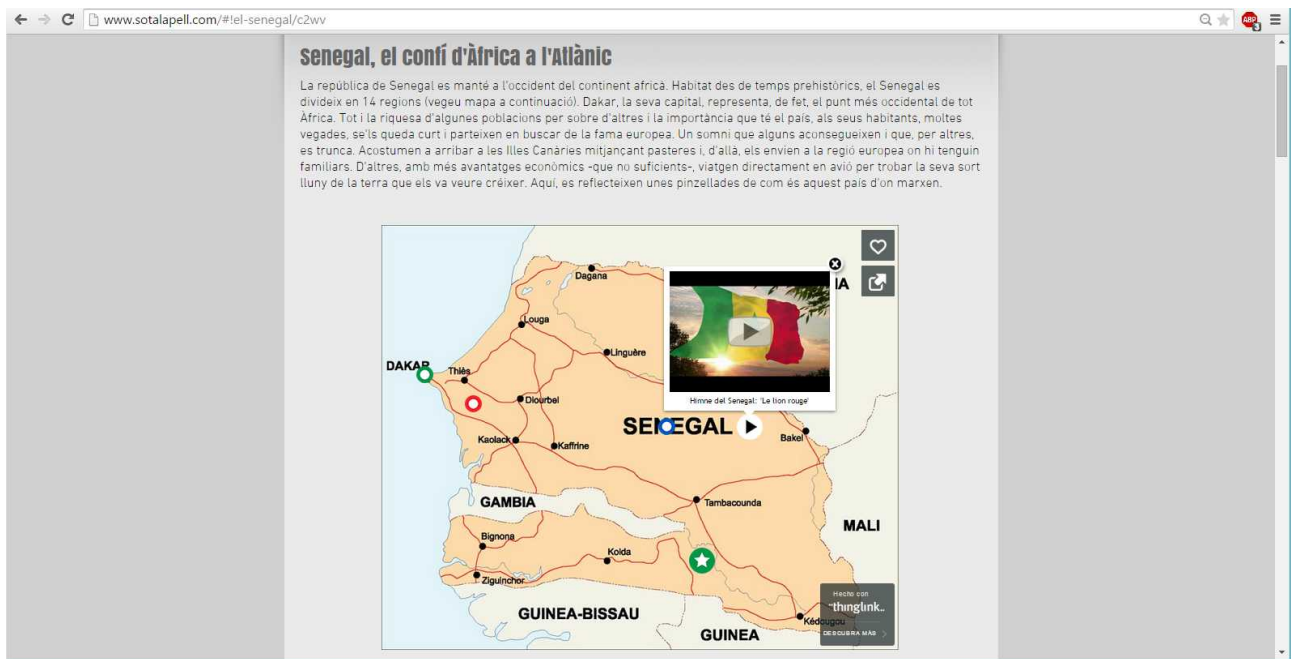 www.sotalapell.com/#!el-senegal/c2wv
ABP
3
Senegal, el confí d'Àfrica a l'Atlànic
La república de Senegal es manté a l'occident del continent africà. Habitat des de temps prehistòrics, el Senegal es
divideix en 14 regions (vegeu mapa a continuació). Dakar, la seva capital, representa, de fet, el punt més occidental de tot
Àfrica. Tot i la riquesa d'algunes poblacions per sobre d'altres i la importància que té el país, als seus habitants, moltes
vegades, se'ls queda curt i parteixen en buscar de la fama europea. Un somni que alguns aconsegueixen i que, per altres,
es trunca. Acostumen a arribar a les Illes Canàries mitjançant pasteres i, d'allà, els envien a la regió europea on hi tenguin
familiars. D'altres, amb més avantatges econòmics -que no suficients-, viatgen directament en avió per trobar la seva sort
lluny de la terra que els va veure créixer. Aquí, es reflecteixen unes pinzellades de com és aquest país d'on marxen.
Dagana
IA
Louga
Linguère
DAKAR
Thiès
Diourbel
Himne del Senegal: 'Le lion rouge'
SENEGAL
Bakel
Kaolack
Kaffrine
GAMBIA
Tambacounda
MALI
Bignona
Kolda
Ziguinchor
Hecho con
thinglink..
GUINEA-BISSAU
Kédougou
GUINEA
DESCUBRA MÁS